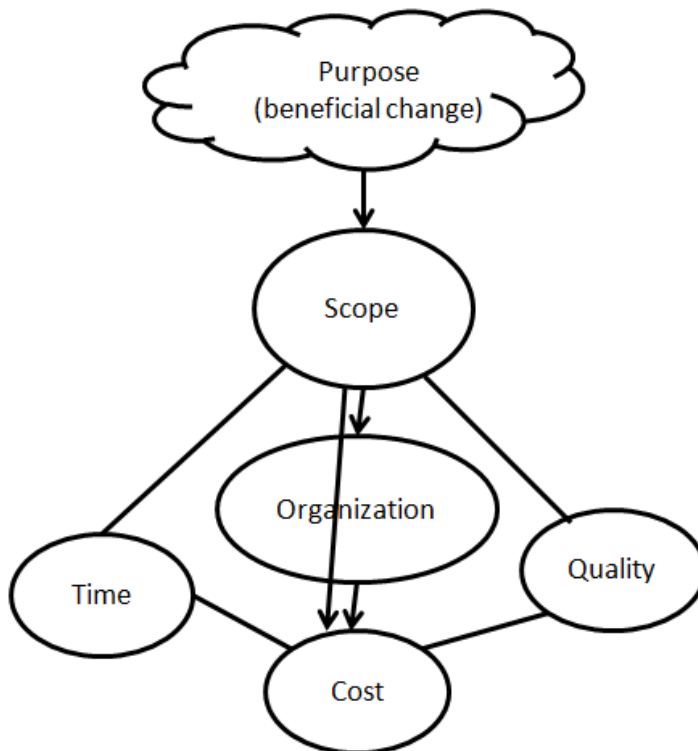 Purpose
(beneficial change)
Scope
Organization
Time
Quality
Cost